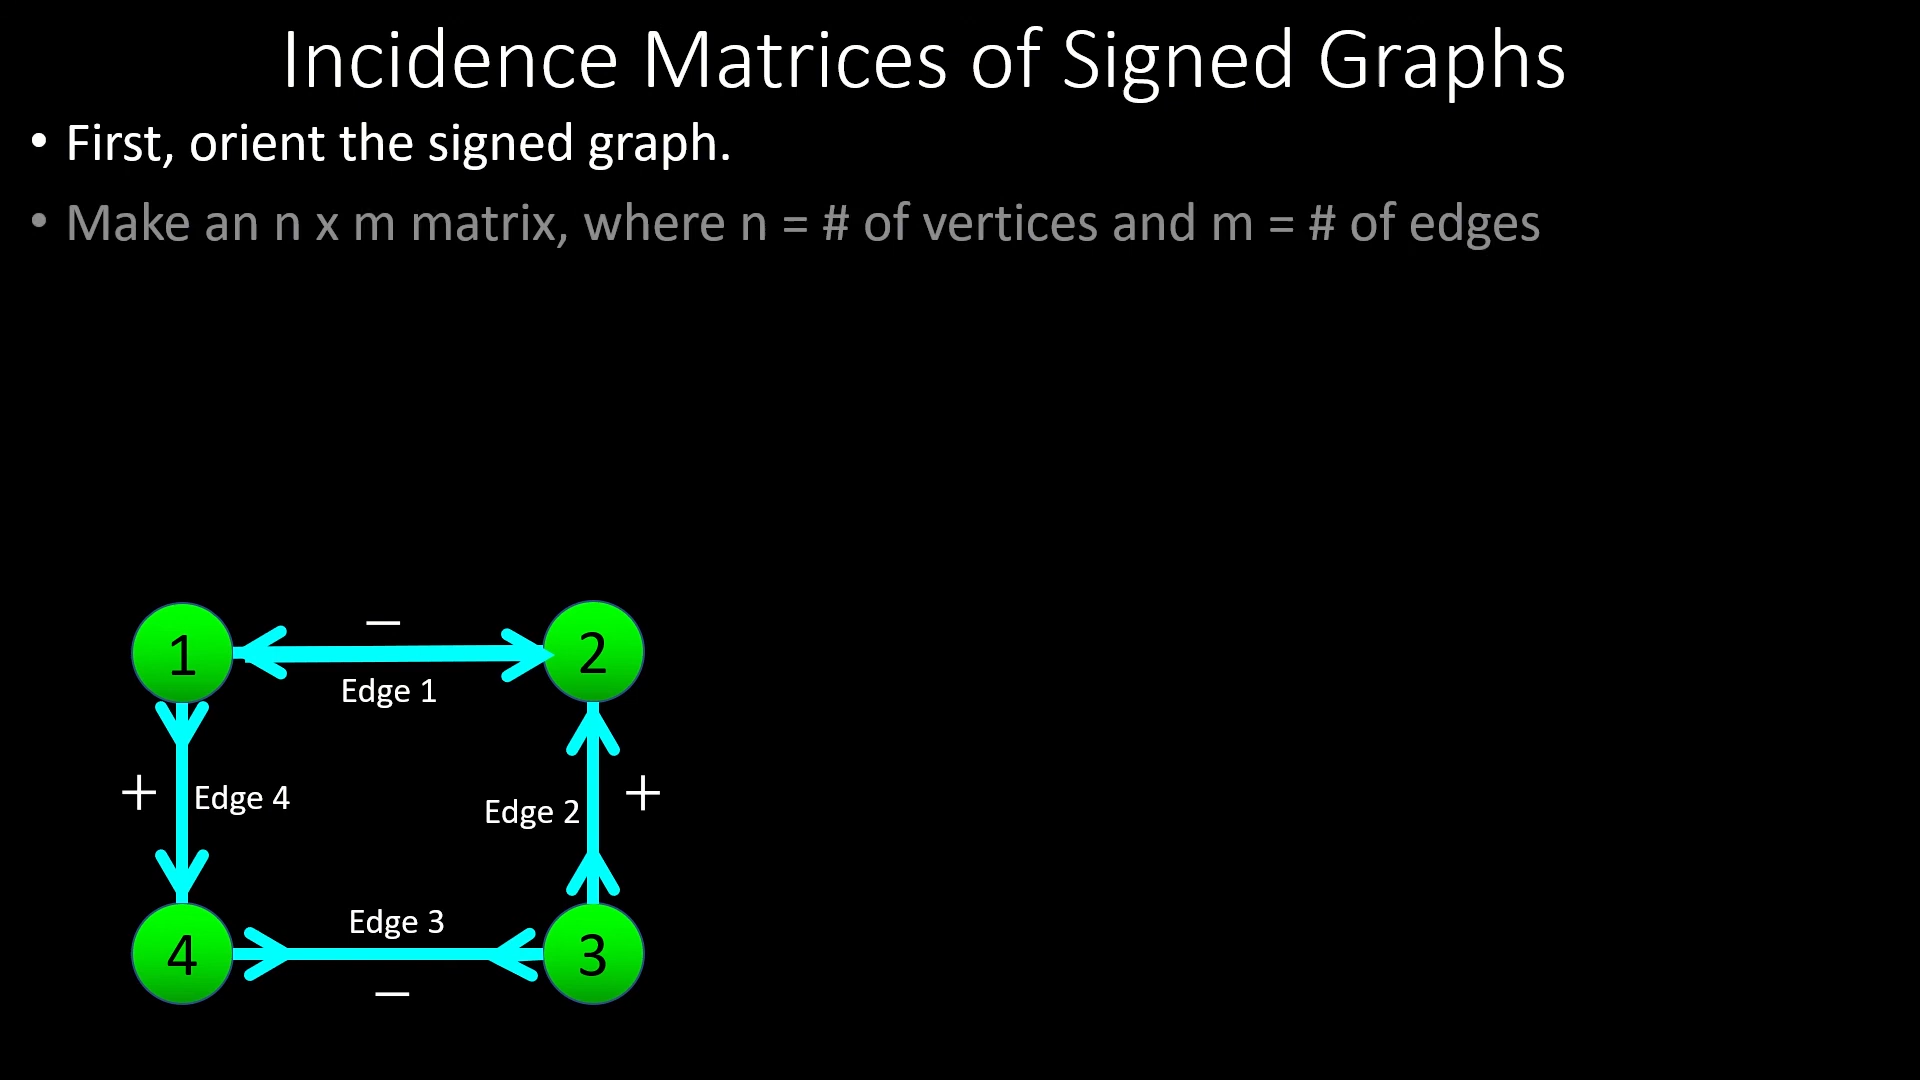 Incidence Matrices of Signed Graphs
• First, orient the signed graph.
• Make an n x m matrix, where n = # of vertices and m = # of edges
1
–
2
Edge 1
+
Edge 4
Edge 2
+
Edge 3
4
3
–